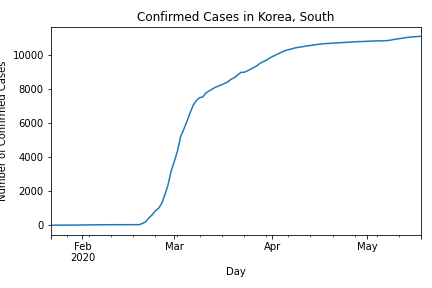 Confirmed Cases in Korea, South
Number of Confirmed Cases
10000
8000
6000
4000
2000
0
Feb
2020
Mar
Apr
May
Day